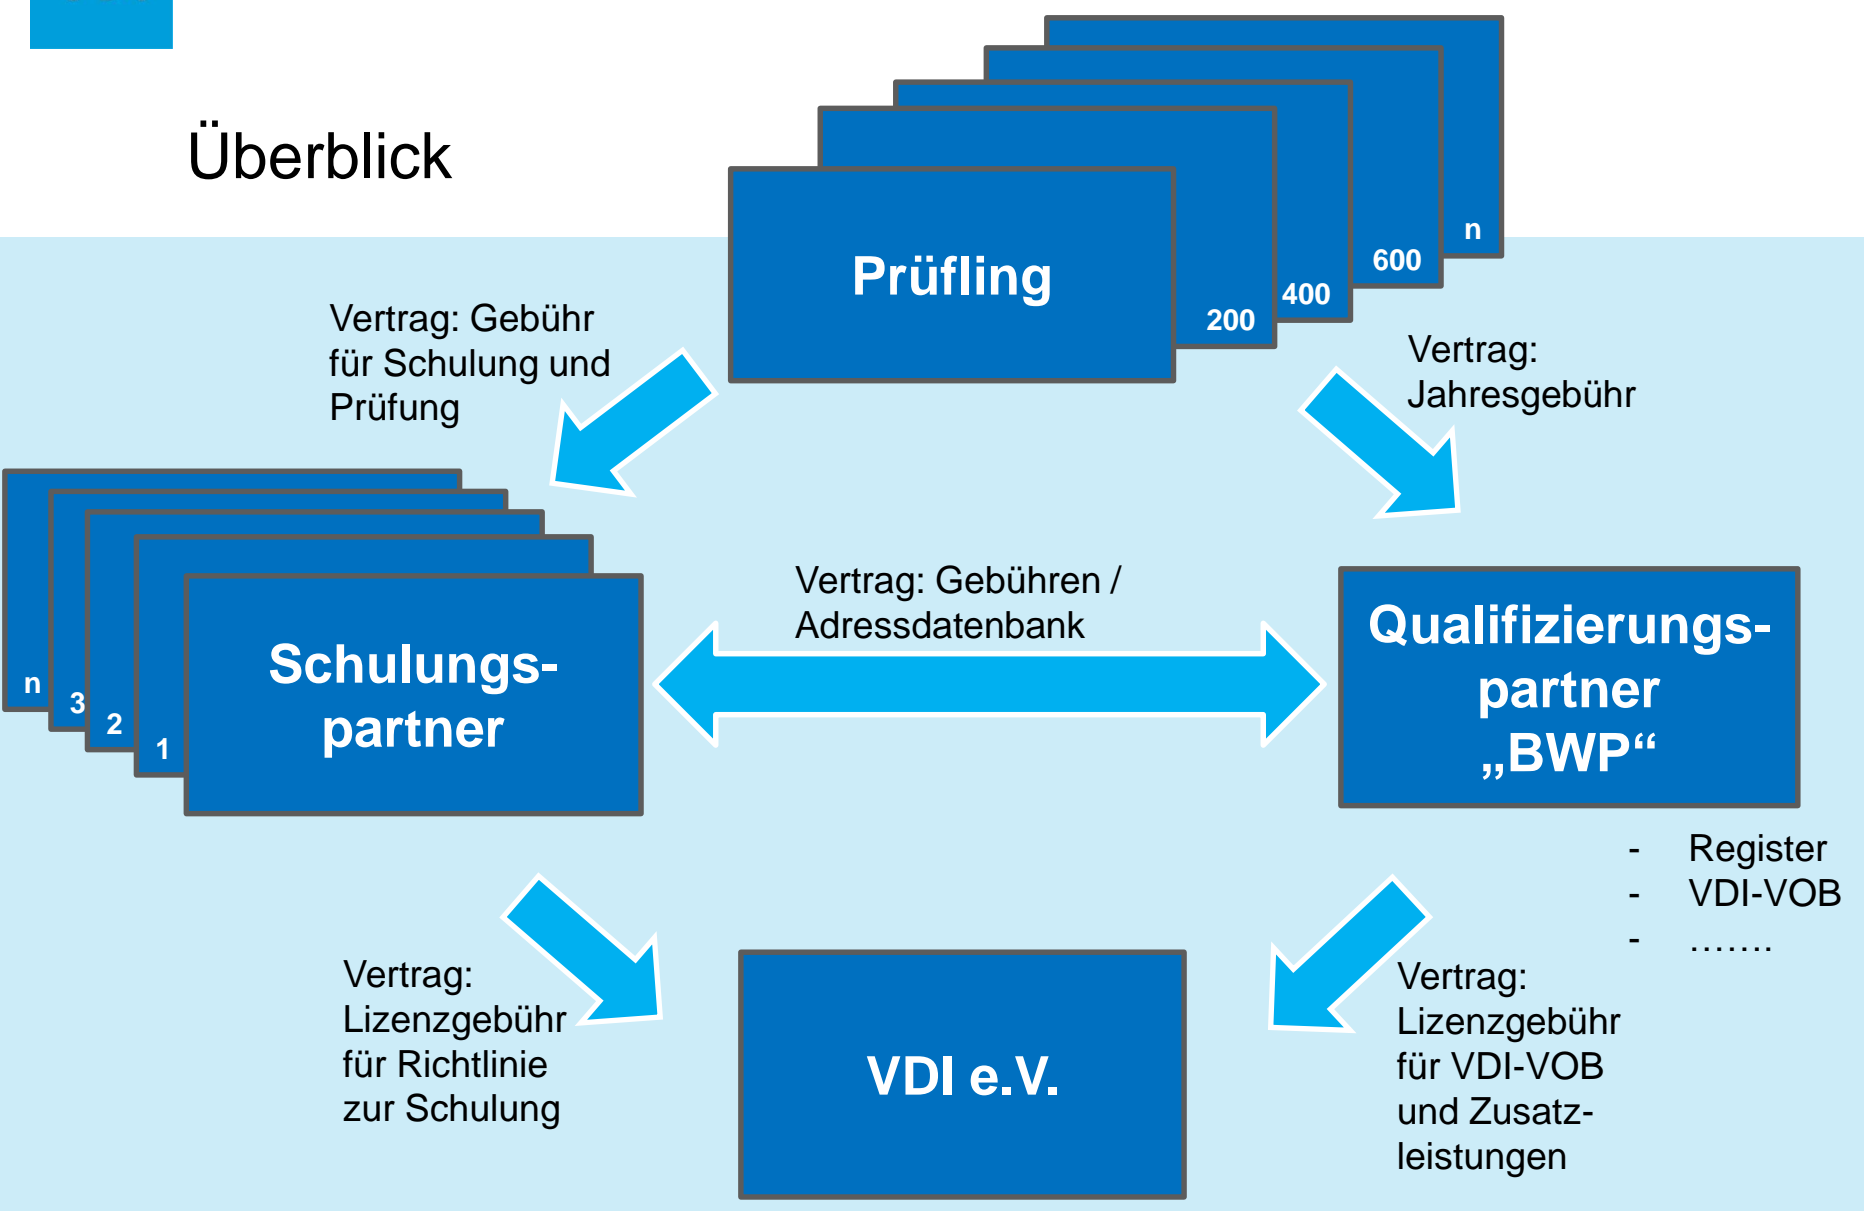 Überblick
Prüfling
200
400
600
n
Vertrag: Gebühr
für Schulung und
Prüfung
Vertrag:
Jahresgebühr
n
3
2
1
Schulungs-
partner
Vertrag: Gebühren /
Adressdatenbank
Qualifizierungs-
partner
„BWP“
- Register
- VDI-VOB
- …….
Vertrag:
Lizenzgebühr
für Richtlinie
zur Schulung
VDI e.V.
Vertrag:
Lizenzgebühr
für VDI-VOB
und Zusatz-
leistungen